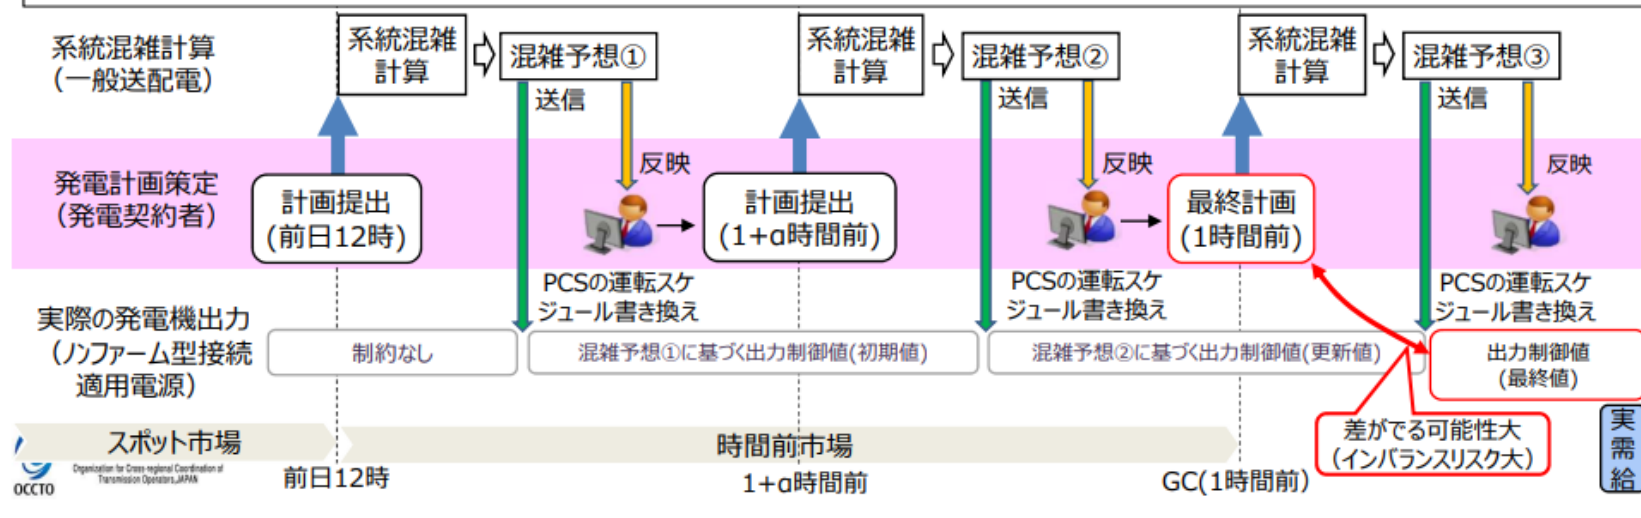 系統混雑計算
（一般送配電）
系統混雑
計算
混雑予想①
系統混雑
計算
混雑予想②
系統混雑
計算
混雑予想③
送信
送信
送信
反映
反映
反映
発電計画策定
（発電契約者）
計画提出
(前日12時)
計画提出
(1+α時間前)
最終計画
(1時間前)
PCSの運転スケ
ジュール書き換え
PCSの運転スケ
ジュール書き換え
PCSの運転スケ
ジュール書き換え
実際の発電機出力
（ノンファーム型接続
適用電源）
制約なし
混雑予想①に基づく出力制御値(初期値)
混雑予想②に基づく出力制御値(更新値)
出力制御値
(最終値)
差がでる可能性大
（インバランスリスク大）
実
需
給
スポット市場
時間前市場
前日12時
1+α時間前
GC(1時間前)
OCCTO
Organization for Cross-regional Coordination of
Transmission Operators,JAPAN